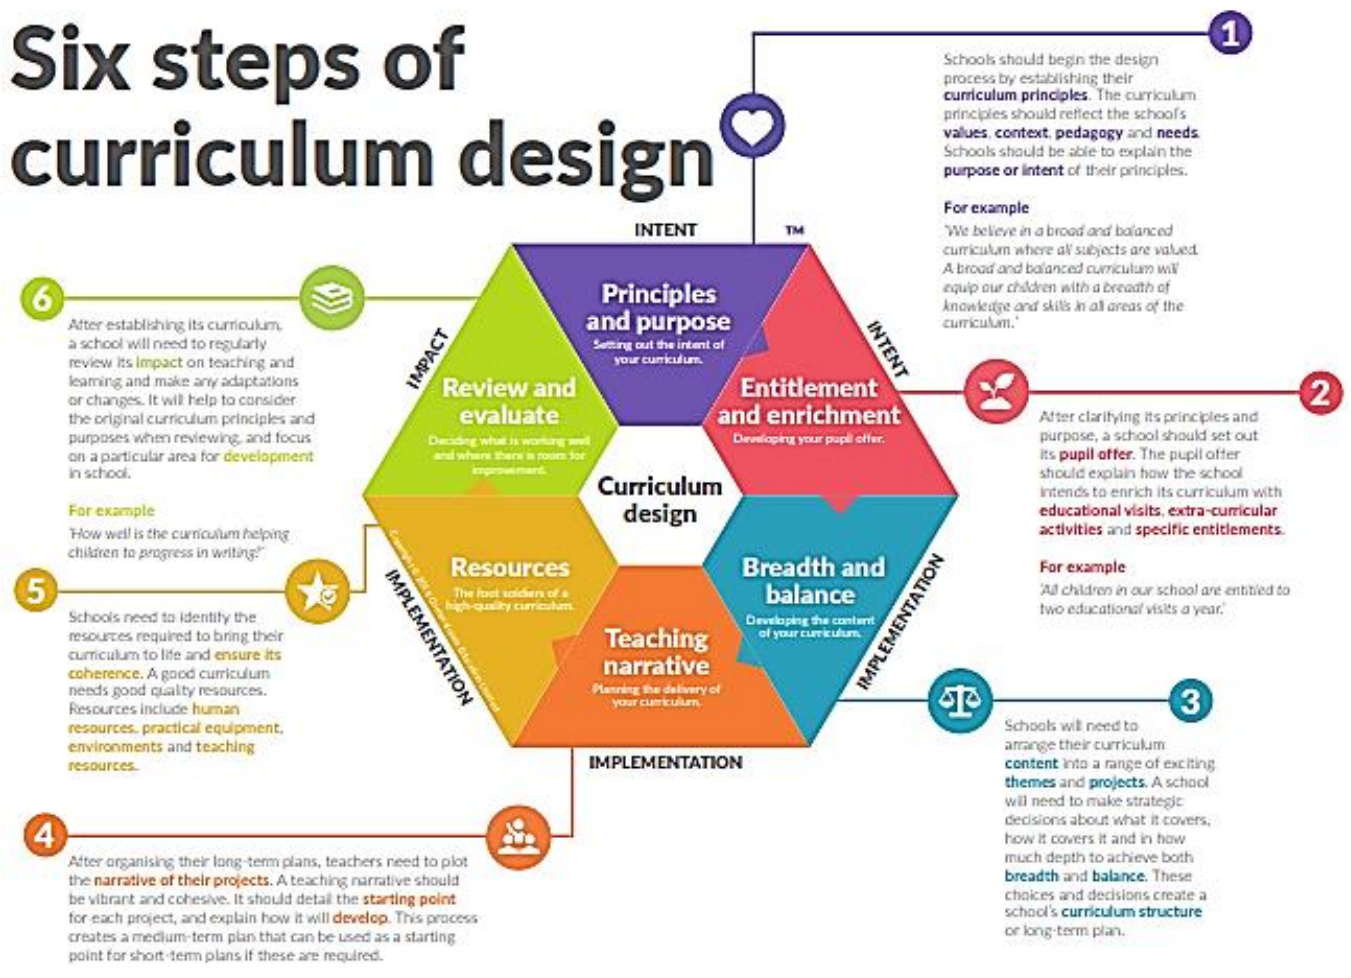 Six steps of
curriculum design
1
Schools should begin the design
process by establishing their
curriculum principles. The curriculum
principles should reflect the school's
values, context, pedagogy and needs.
Schools should be able to explain the
purpose or intent of their principles.
For example
'We believe in a broad and balanced
curriculum where all subjects are valued.
A broad and balanced curriculum will
equip our children with a breadth of
knowledge and skills in all areas of the
curriculum.'
INTENT
TM
Principles
and purpose
Setting out the intent of
your curriculum.
INTENT
Entitlement
and enrichment
Developing your pupil offer.
2
After clarifying its principles and
purpose, a school should set out
its pupil offer. The pupil offer
should explain how the school
intends to enrich its curriculum with
educational visits, extra-curricular
activities and specific entitlements.
For example
'All children in our school are entitled to
two educational visits a year.'
Curriculum
design
Breadth and
balance
Developing the content
of your curriculum.
IMPLEMENTATION
3
Schools will need to
arrange their curriculum
content into a range of exciting
themes and projects. A school
will need to make strategic
decisions about what it covers,
how it covers it and in how
much depth to achieve both
breadth and balance. These
choices and decisions create a
school's curriculum structure
or long-term plan.
Teaching
narrative
Planning the delivery of
your curriculum.
IMPLEMENTATION
4
After organising their long-term plans, teachers need to plot
the narrative of their projects. A teaching narrative should
be vibrant and cohesive. It should detail the starting point
for each project, and explain how it will develop. This process
creates a medium-term plan that can be used as a starting
point for short-term plans if these are required.
Resources
The foot soldiers of a
high-quality curriculum.
IMPLEMENTATION
5
Schools need to identify the
resources required to bring their
curriculum to life and ensure its
coherence. A good curriculum
needs good quality resources.
Resources include human
resources, practical equipment,
environments and teaching
resources.
Review and
evaluate
Deciding what is working well
and where there is room for
improvement.
IMPACT
6
After establishing its curriculum,
a school will need to regularly
review its impact on teaching and
learning and make any adaptations
or changes. It will help to consider
the original curriculum principles and
purposes when reviewing, and focus
on a particular area for development
in school.
For example
'How well is the curriculum helping
children to progress in writing?'